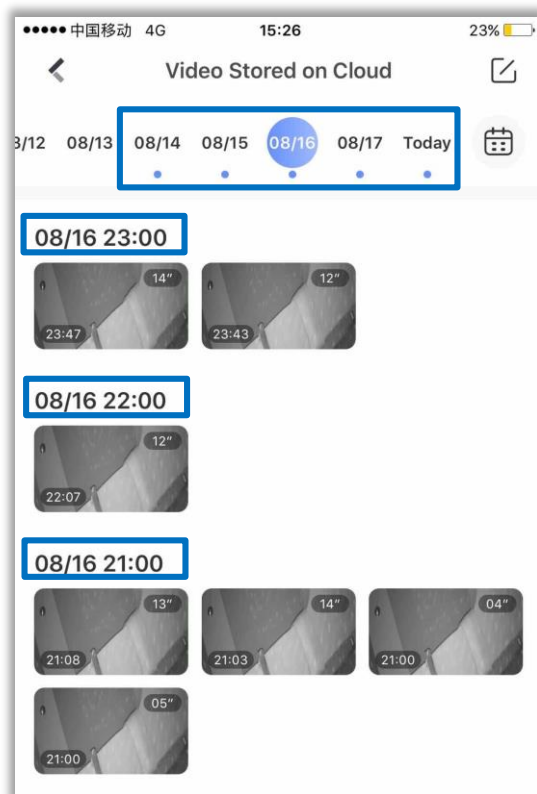 中国移动 4G 15:26 23%
Video Stored on Cloud
8/12 08/13 08/14 08/15 08/16 08/17 Today
08/16 23:00
14" 12"
23:47 23:43
08/16 22:00
12"
22:07
08/16 21:00
13" 14" 04"
21:08 21:03 21:00
05"
21:00